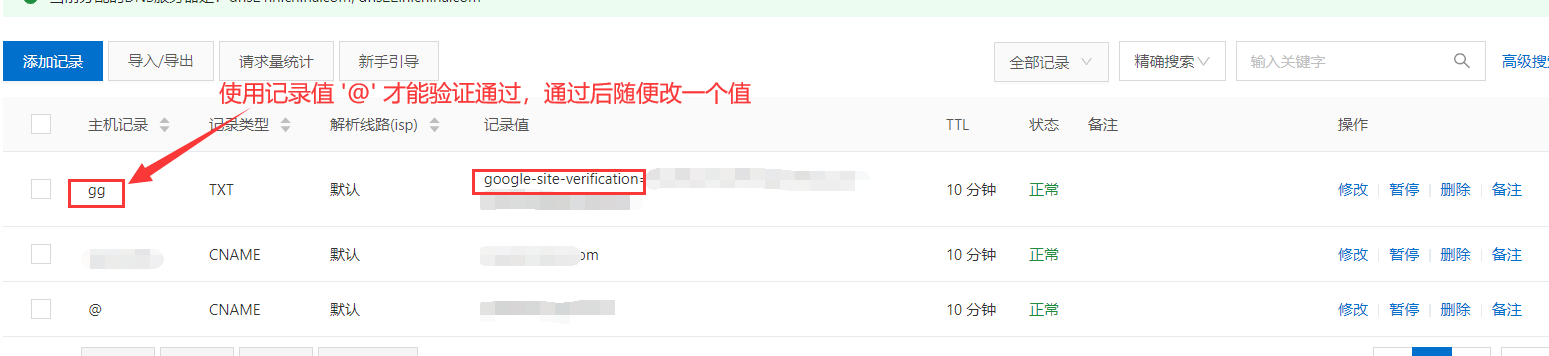 添加记录 导入/导出 请求量统计 新手引导 全部记录 精确搜索 输入关键字 高级搜
使用记录值 '@' 才能验证通过，通过后随便改一个值
主机记录 记录类型 解析线路(isp) 记录值 TTL 状态 备注 操作
gg TXT 默认 google-site-verification= 10 分钟 正常 修改 暂停 删除 备注
CNAME 默认 om 10 分钟 正常 修改 暂停 删除 备注
@ CNAME 默认 10 分钟 正常 修改 暂停 删除 备注